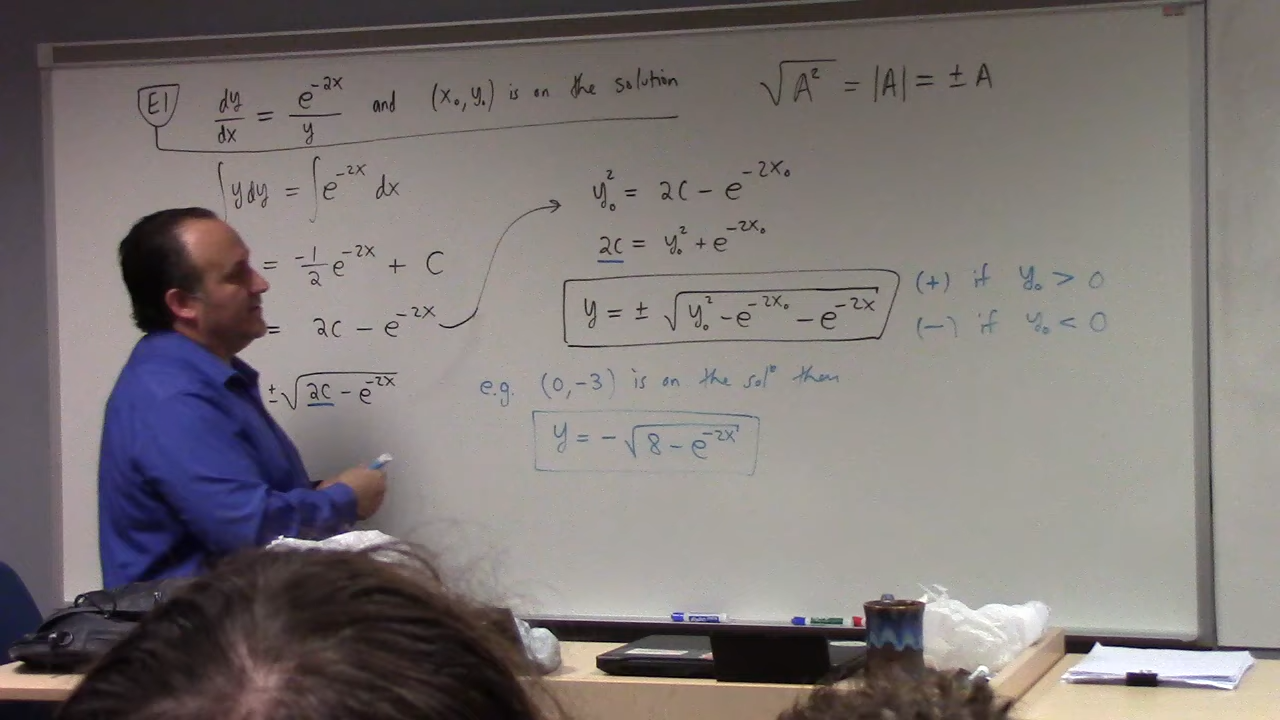 E1 dy/dx = e^{-2x}/y and (x₀, y₀) is on the solution
√A² = |A| = ± A
∫ y dy = ∫ e^{-2x} dx
= -1/2 e^{-2x} + C
= 2C - e^{-2x}
± √(2C - e^{-2x})
y₀² = 2C - e^{-2x₀}
2C = y₀² + e^{-2x₀}
y = ± √(y₀² - e^{-2x₀} - e^{-2x})
(+) if y₀ > 0
(-) if y₀ < 0
e.g. (0, -3) is on the solⁿ then
y = - √(8 - e^{-2x})